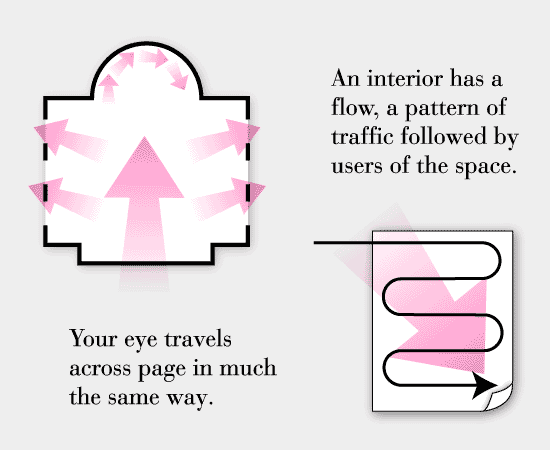 An interior has a
flow, a pattern of
traffic followed by
users of the space.
Your eye travels
across page in much
the same way.